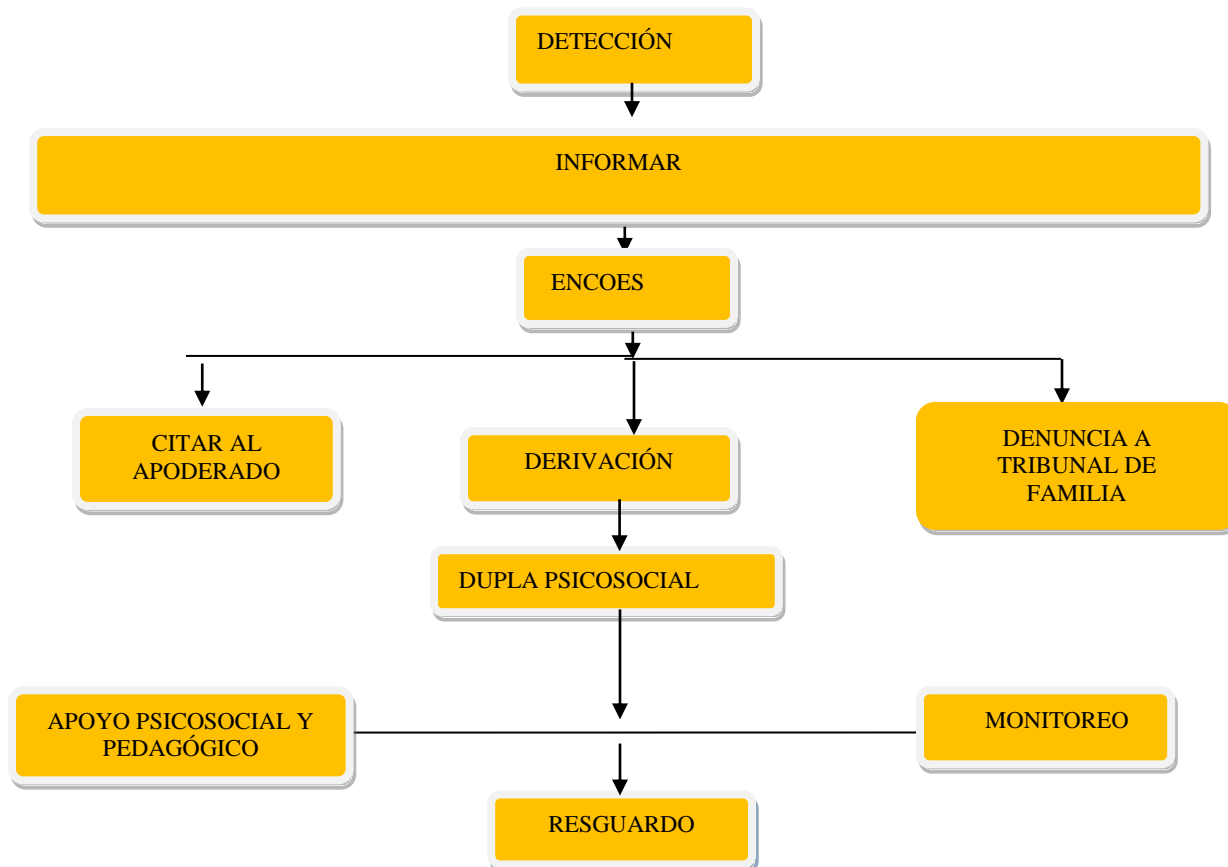 DETECCIÓN
INFORMAR
ENCOES
CITAR AL
APODERADO
DERIVACIÓN
DENUNCIA A
TRIBUNAL DE
FAMILIA
DUPLA PSICOSOCIAL
APOYO PSICOSOCIAL Y
PEDAGÓGICO
MONITOREO
RESGUARDO